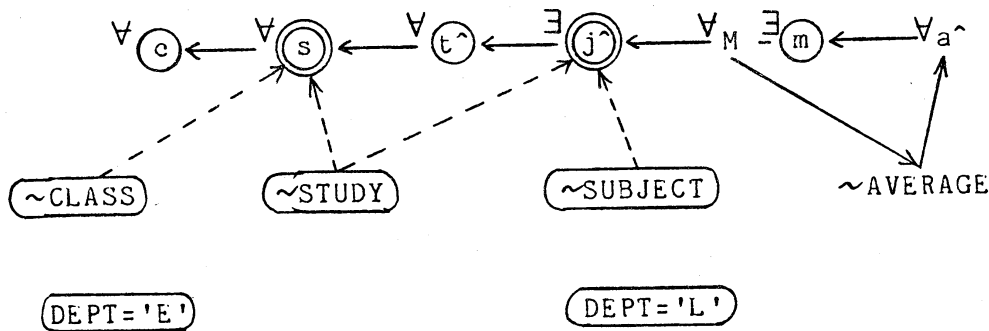 ∀ c ∀ s ∀ t^ ∃ j^ ∀ M ∃ m ∀ a^
~CLASS ~STUDY ~SUBJECT ~AVERAGE
DEPT='E' DEPT='L'